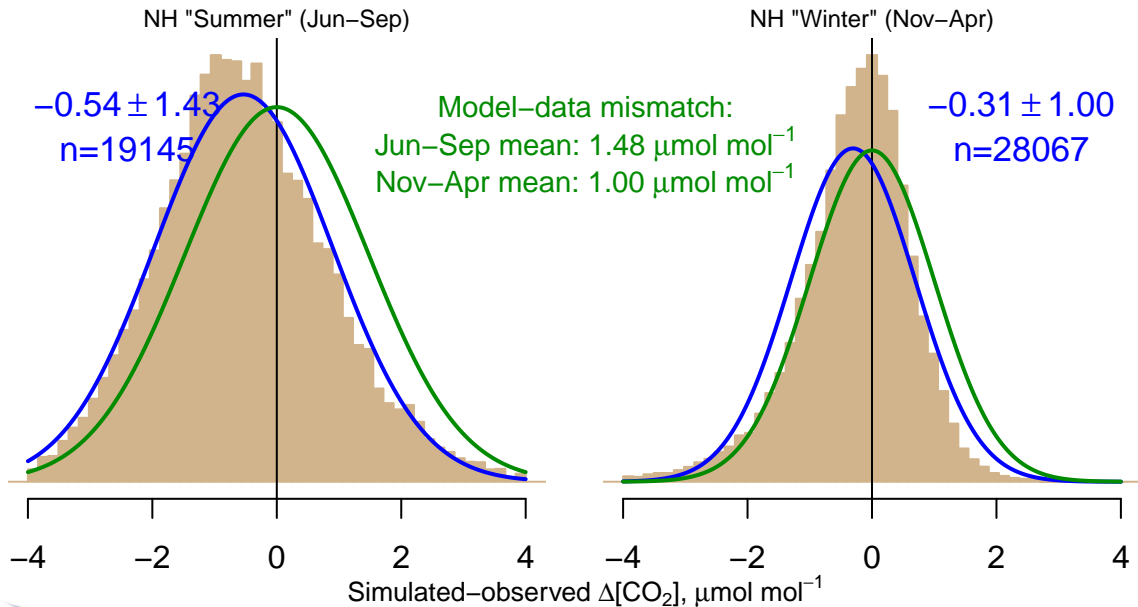 NH "Summer" (Jun−Sep)
−0.54 ± 1.43
n=19145
Model−data mismatch:
Jun−Sep mean: 1.48 μmol mol⁻¹
Nov−Apr mean: 1.00 μmol mol⁻¹
NH "Winter" (Nov−Apr)
−0.31 ± 1.00
n=28067
−4 −2 0 2 4
−4 −2 0 2 4
Simulated−observed Δ[CO₂], μmol mol⁻¹